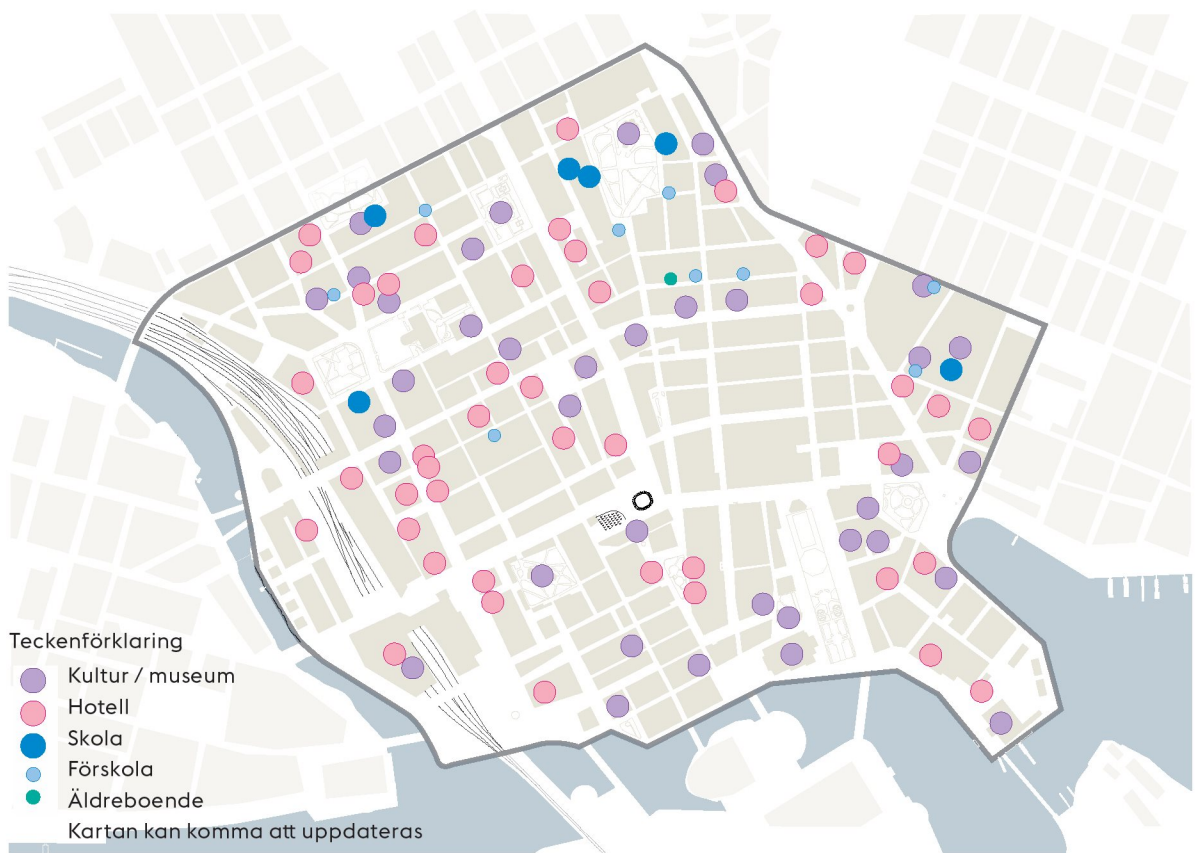 Teckenförklaring
Kultur / museum
Hotell
Skola
Förskola
Äldreboende
Kartan kan komma att uppdateras